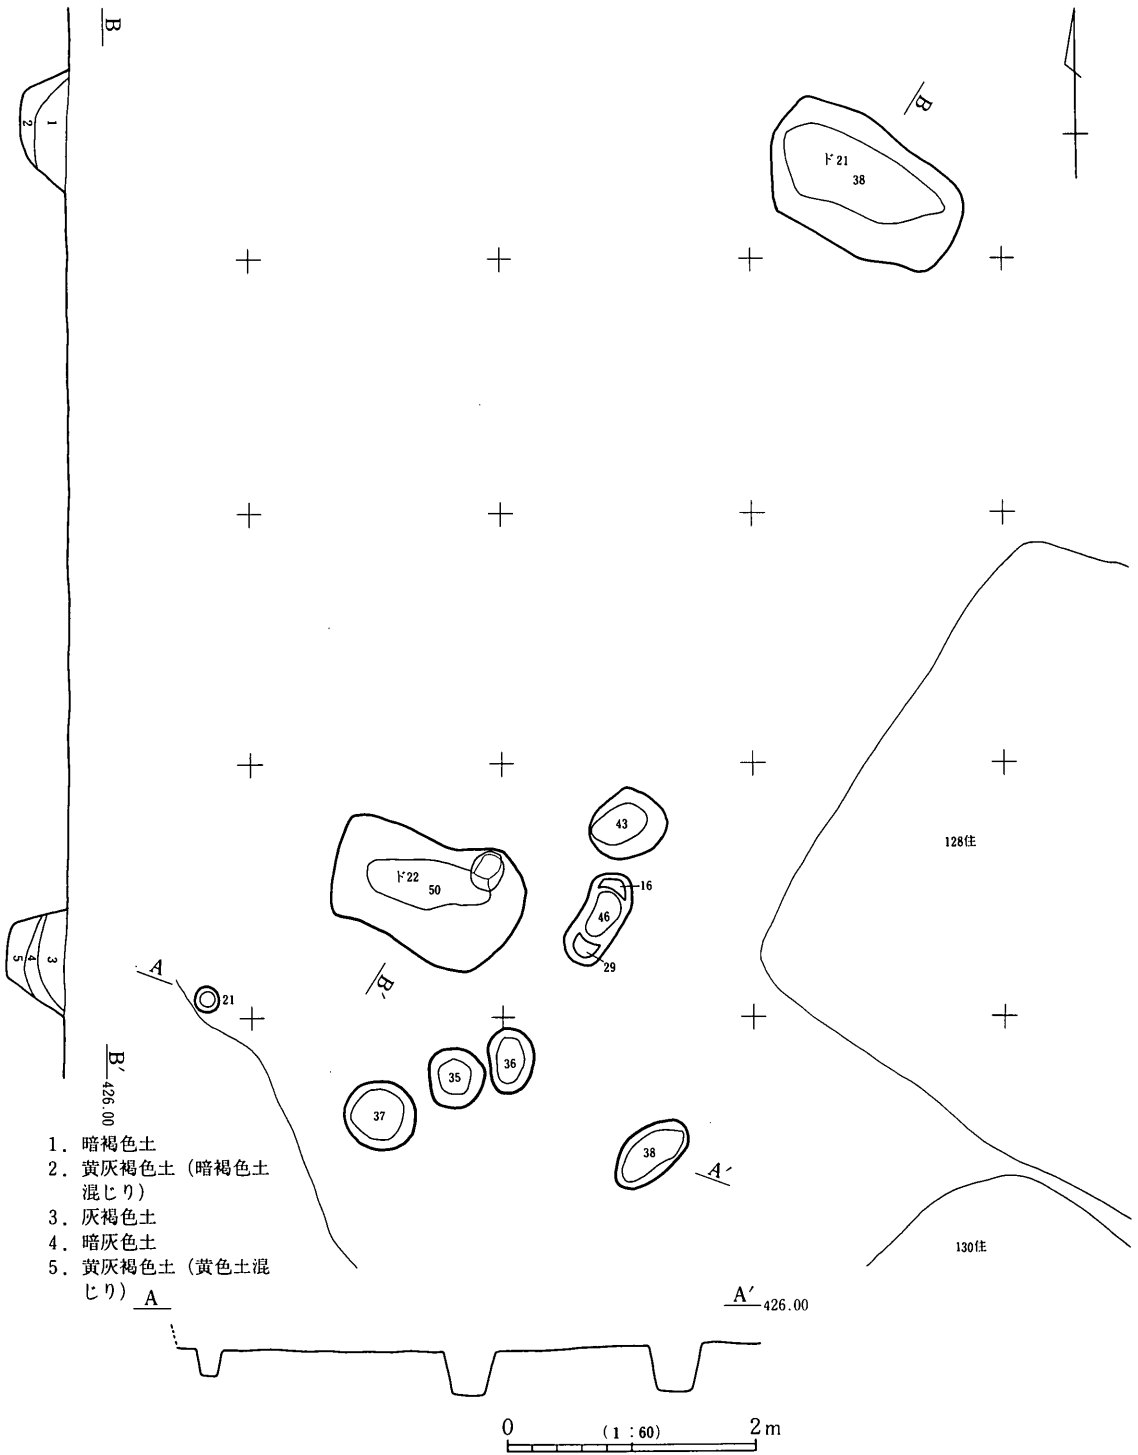 B
B
ド21
38
43
128住
ド22
50
16
46
29
B′
A
21
36
35
37
38
A′
130住
1
2
3
4
5
B′ 426.00
1. 暗褐色土
2. 黄灰褐色土（暗褐色土
混じり）
3. 灰褐色土
4. 暗灰色土
5. 黄灰褐色土（黄色土混
じり）
A
A′ 426.00
0 (1：60) 2m